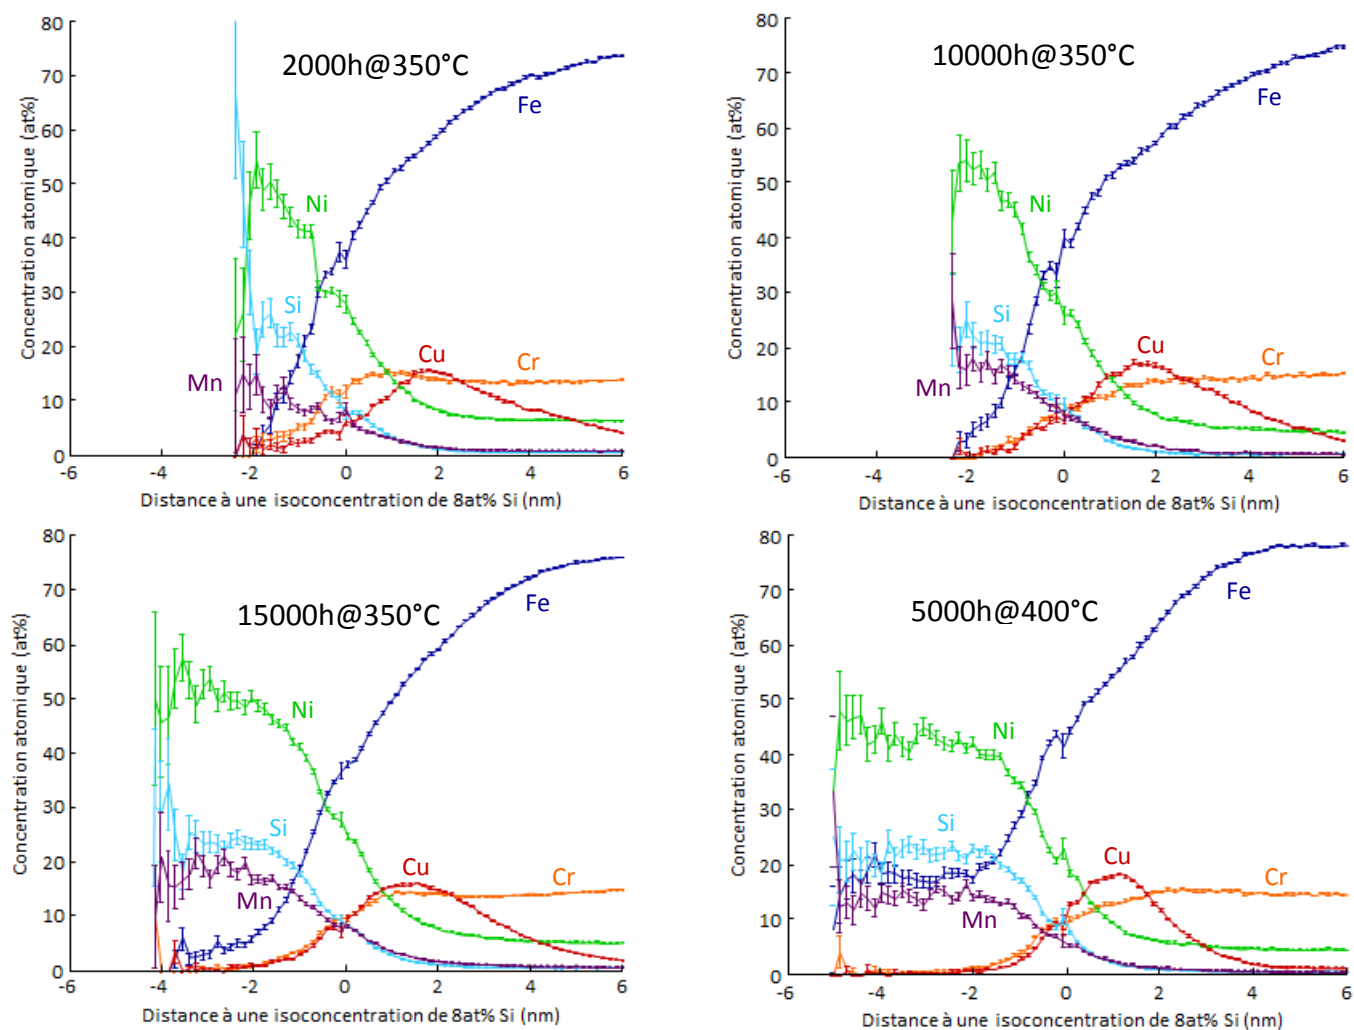 2000h@350°C
Concentration atomique (at%)
80
70
60
50
40
30
20
10
0
Fe
Ni
Si
Mn
Cu
Cr
-6
-4
-2
0
2
4
6
Distance à une isoconcentration de 8at% Si (nm)
10000h@350°C
Concentration atomique (at%)
80
70
60
50
40
30
20
10
0
Fe
Ni
Si
Mn
Cu
Cr
-6
-4
-2
0
2
4
6
Distance à une isoconcentration de 8at% Si (nm)
15000h@350°C
Concentration atomique (at%)
80
70
60
50
40
30
20
10
0
Fe
Ni
Si
Mn
Cu
Cr
-6
-4
-2
0
2
4
6
Distance à une isoconcentration de 8at% Si (nm)
5000h@400°C
Concentration atomique (at%)
80
70
60
50
40
30
20
10
0
Fe
Ni
Si
Mn
Cu
Cr
-6
-4
-2
0
2
4
6
Distance à une isoconcentration de 8at% Si (nm)